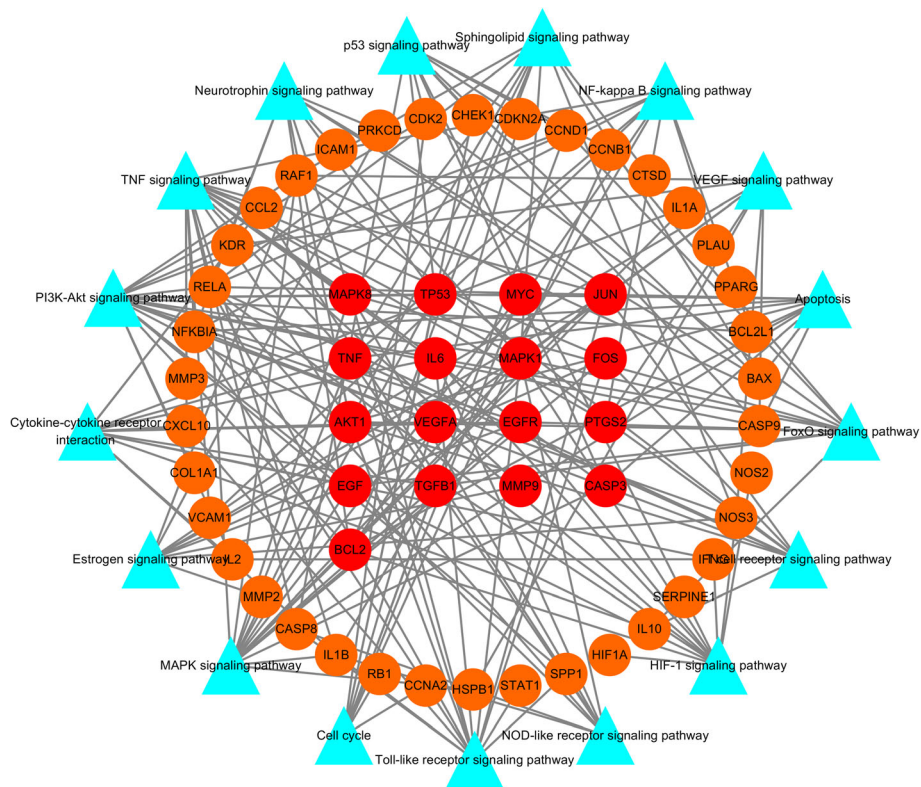 Sphingolipid signaling pathway
p53 signaling pathway
Neurotrophin signaling pathway
NF-kappa B signaling pathway
CHEK1
CDK2
CDKN2A
PRKCD
CCND1
ICAM1
CCNB1
RAF1
CTSD
TNF signaling pathway
VEGF signaling pathway
CCL2
IL1A
KDR
PLAU
RELA
PPARG
MAPK8
TP53
MYC
JUN
PI3K-Akt signaling pathway
Apoptosis
NFKBIA
BCL2L1
TNF
IL6
MAPK1
FOS
MMP3
BAX
Cytokine-cytokine receptor
interaction
CXCL10
AKT1
VEGFA
EGFR
PTGS2
CASP9
FoxO signaling pathway
COL1A1
NOS2
EGF
TGFB1
MMP9
CASP3
VCAM1
NOS3
BCL2
Estrogen signaling pathway
IL2
IFNG
T cell receptor signaling pathway
MMP2
SERPINE1
CASP8
IL10
IL1B
HIF1A
MAPK signaling pathway
HIF-1 signaling pathway
RB1
SPP1
CCNA2
HSPB1
STAT1
Cell cycle
NOD-like receptor signaling pathway
Toll-like receptor signaling pathway